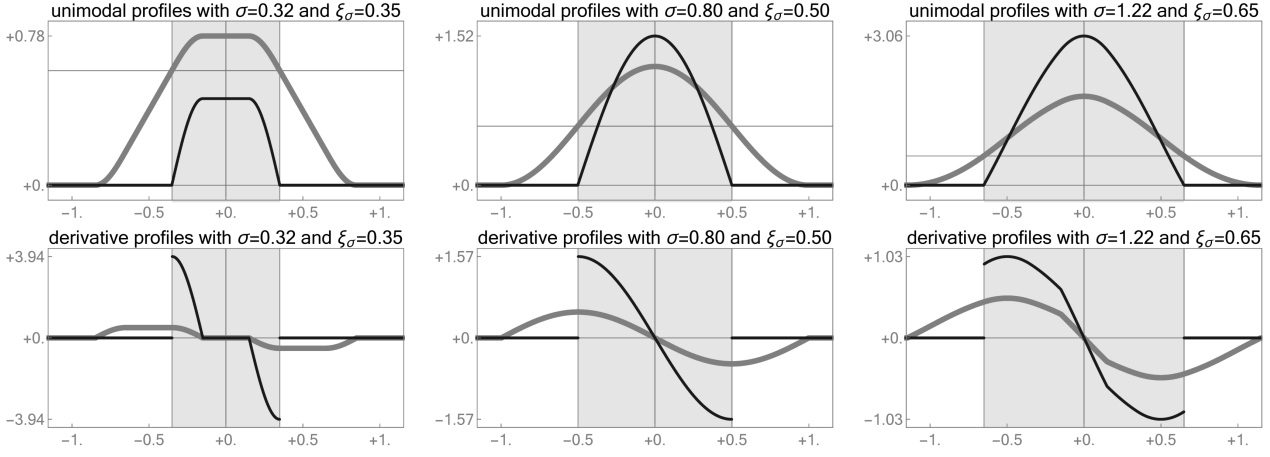 unimodal profiles with σ=0.32 and ξσ=0.35
+0.78
+0.
−1. −0.5 +0. +0.5 +1.
unimodal profiles with σ=0.80 and ξσ=0.50
+1.52
+0.
−1. −0.5 +0. +0.5 +1.
unimodal profiles with σ=1.22 and ξσ=0.65
+3.06
+0.
−1. −0.5 +0. +0.5 +1.
derivative profiles with σ=0.32 and ξσ=0.35
+3.94
+0.
−3.94
−1. −0.5 +0. +0.5 +1.
derivative profiles with σ=0.80 and ξσ=0.50
+1.57
+0.
−1.57
−1. −0.5 +0. +0.5 +1.
derivative profiles with σ=1.22 and ξσ=0.65
+1.03
+0.
−1.03
−1. −0.5 +0. +0.5 +1.